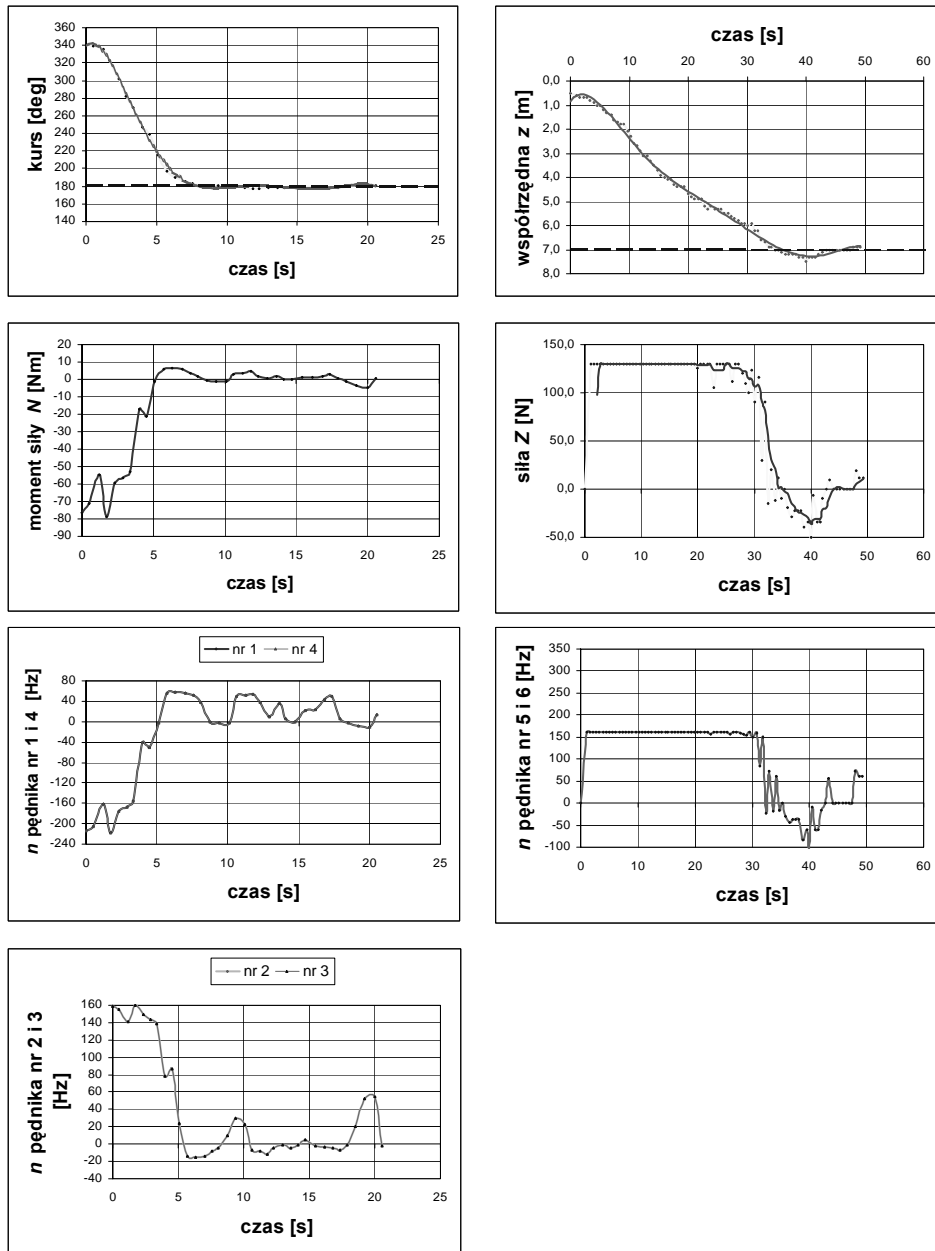 360
340
320
300
280
260
240
220
200
180
160
140
0 5 10 15 20 25
kurs [deg]
czas [s]
czas [s]
0 10 20 30 40 50 60
0,0
1,0
2,0
3,0
4,0
5,0
6,0
7,0
8,0
współrzędna z [m]
20
10
0
-10
-20
-30
-40
-50
-60
-70
-80
-90
0 5 10 15 20 25
moment siły N [Nm]
czas [s]
150,0
100,0
50,0
0,0
-50,0
0 10 20 30 40 50 60
siła Z [N]
czas [s]
nr 1 nr 4
80
40
0
-40
-80
-120
-160
-200
-240
0 5 10 15 20 25
n pędnika nr 1 i 4 [Hz]
czas [s]
350
300
250
200
150
100
50
0
-50
-100
0 10 20 30 40 50 60
n pędnika nr 5 i 6 [Hz]
czas [s]
nr 2 nr 3
160
140
120
100
80
60
40
20
0
-20
-40
0 5 10 15 20 25
n pędnika nr 2 i 3
[Hz]
czas [s]